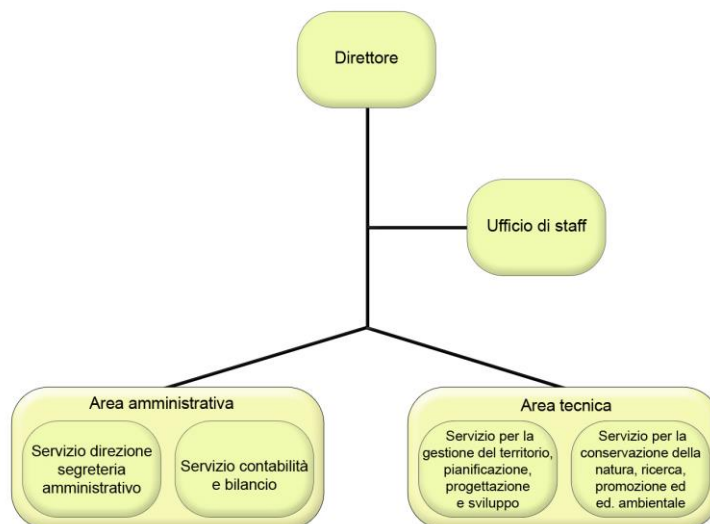 Direttore
Ufficio di staff
Area amministrativa
Servizio direzione
segreteria
amministrativo
Servizio contabilità
e bilancio
Area tecnica
Servizio per la
gestione del territorio,
pianificazione,
progettazione
e sviluppo
Servizio per la
conservazione della
natura, ricerca,
promozione ed
ed. ambientale